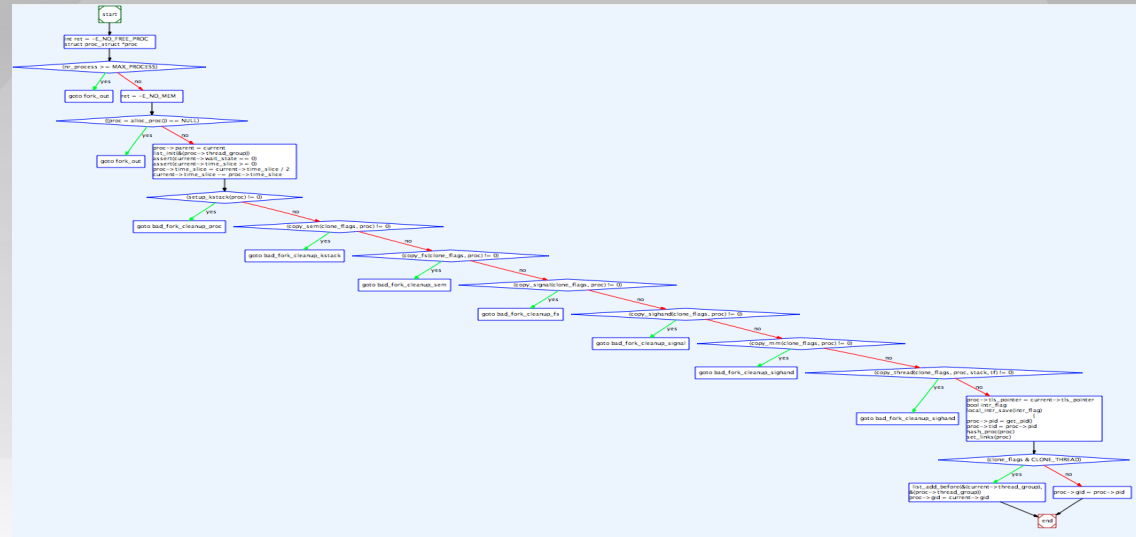 start
int ret = -E_NO_FREE_PROC
struct proc_struct *proc
(nr_process >= MAX_PROCESS)
yes
no
goto fork_out
ret = -E_NO_MEM
((proc = alloc_proc()) == NULL)
yes
no
goto fork_out
proc->parent = current
list_init(&(proc->thread_group))
assert(current->wait_state == 0)
assert(current->time_slice >= 0)
proc->time_slice = current->time_slice / 2
current->time_slice -= proc->time_slice
(setup_kstack(proc) != 0)
yes
no
goto bad_fork_cleanup_proc
(copy_sem(clone_flags, proc) != 0)
yes
no
goto bad_fork_cleanup_kstack
(copy_fs(clone_flags, proc) != 0)
yes
no
goto bad_fork_cleanup_sem
(copy_signal(clone_flags, proc) != 0)
yes
no
goto bad_fork_cleanup_fs
(copy_sighand(clone_flags, proc) != 0)
yes
no
goto bad_fork_cleanup_signal
(copy_mm(clone_flags, proc) != 0)
yes
no
goto bad_fork_cleanup_sighand
(copy_thread(clone_flags, proc, stack, tf) != 0)
yes
no
goto bad_fork_cleanup_sighand
proc->tls_pointer = current->tls_pointer
bool intr_flag
local_intr_save(intr_flag)
{
proc->pid = get_pid()
proc->tid = proc->pid
hash_proc(proc)
set_links(proc)
(clone_flags & CLONE_THREAD)
yes
no
list_add_before(&(current->thread_group),
&(proc->thread_group))
proc->gid = current->gid
proc->gid = proc->pid
end